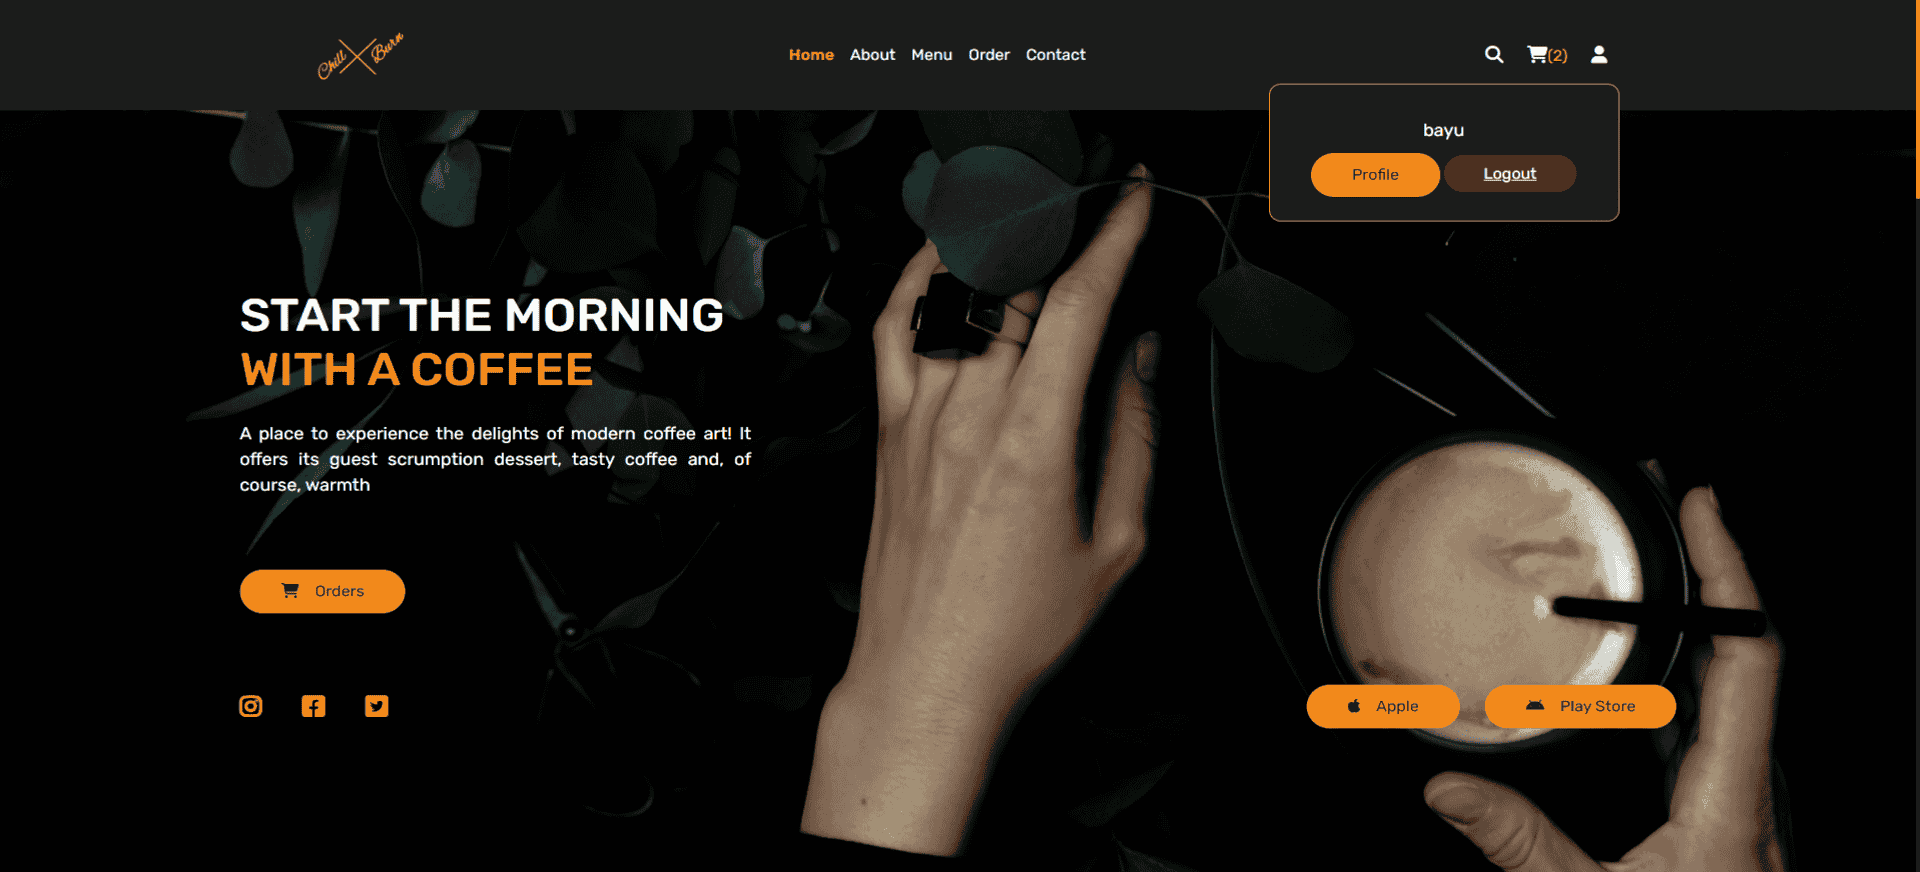 Chill Burn
Home About Menu Order Contact
(2)
bayu
Profile Logout
START THE MORNING
WITH A COFFEE
A place to experience the delights of modern coffee art! It
offers its guest scrumption dessert, tasty coffee and, of
course, warmth
Orders
Apple Play Store